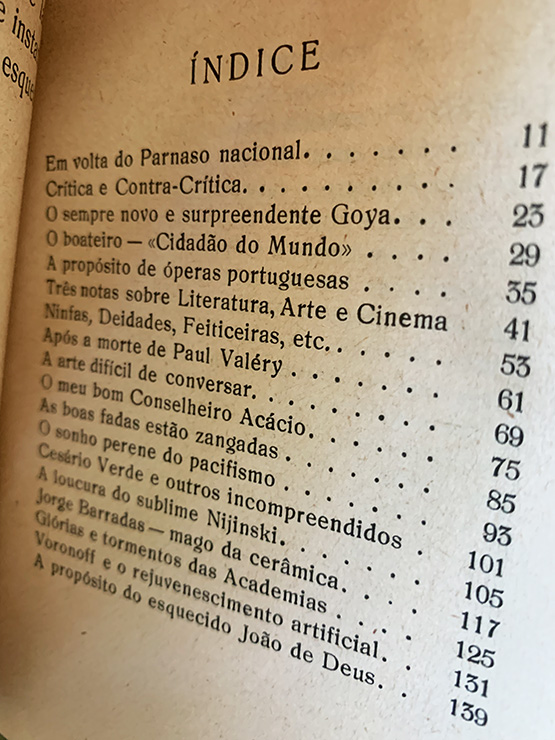 e insta
esque
ÍNDICE
Em volta do Parnaso nacional. . . . . . . 11
Crítica e Contra-Crítica. . . . . . . . . . 17
O sempre novo e surpreendente Goya. . . 23
O boateiro — «Cidadão do Mundo» . . . . 29
A propósito de óperas portuguesas . . . . 35
Três notas sobre Literatura, Arte e Cinema 41
Ninfas, Deidades, Feiticeiras, etc. . . . . . 53
Após a morte de Paul Valéry . . . . . . . 61
A arte difícil de conversar. . . . . . . . . 69
O meu bom Conselheiro Acácio. . . . . . 75
As boas fadas estão zangadas . . . . . . . 85
O sonho perene do pacifismo . . . . . . 93
Cesário Verde e outros incompreendidos . 101
A loucura do sublime Nijinski. . . . . . . 105
Jorge Barradas — mago da cerâmica. . . . 117
Glórias e tormentos das Academias . . . . 125
Voronoff e o rejuvenescimento artificial. . 131
A propósito do esquecido João de Deus. . . 139